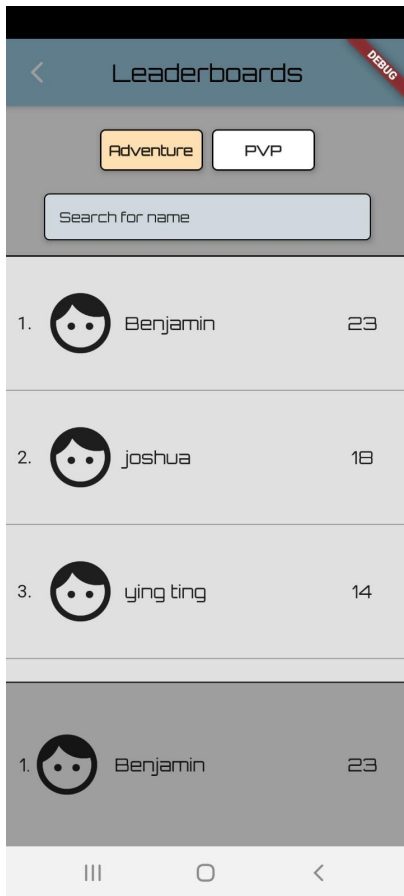 Leaderboards
DEBUG
Adventure PVP
Search for name
1. Benjamin 23
2. joshua 18
3. ying ting 14
1. Benjamin 23